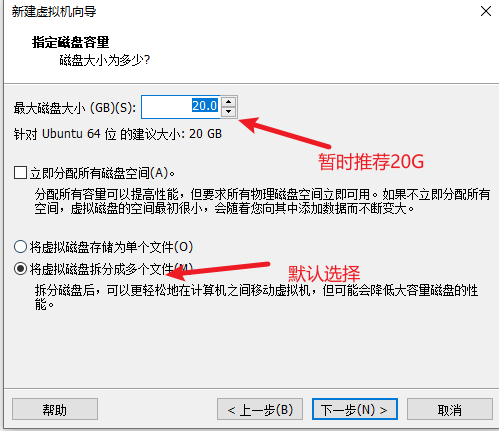 新建虚拟机向导
指定磁盘容量
磁盘大小为多少?
最大磁盘大小 (GB)(S): 20.0
针对 Ubuntu 64 位 的建议大小: 20 GB
暂时推荐20G
立即分配所有磁盘空间(A)。
分配所有容量可以提高性能，但要求所有物理磁盘空间立即可用。如果不立即分配所有
空间，虚拟磁盘的空间最初很小，会随着您向其中添加数据而不断变大。
将虚拟磁盘存储为单个文件(O)
将虚拟磁盘拆分成多个文件(M)
默认选择
拆分磁盘后，可以更轻松地在计算机之间移动虚拟机，但可能会降低大容量磁盘的性
能。
帮助
< 上一步(B)
下一步(N) >
取消